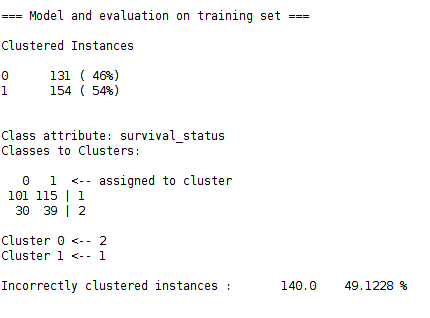 === Model and evaluation on training set ===
Clustered Instances
0      131 ( 46%)
1      154 ( 54%)
Class attribute: survival_status
Classes to Clusters:
   0   1  <-- assigned to cluster
 101 115 | 1
  30  39 | 2
Cluster 0 <-- 2
Cluster 1 <-- 1
Incorrectly clustered instances :       140.0    49.1228 %